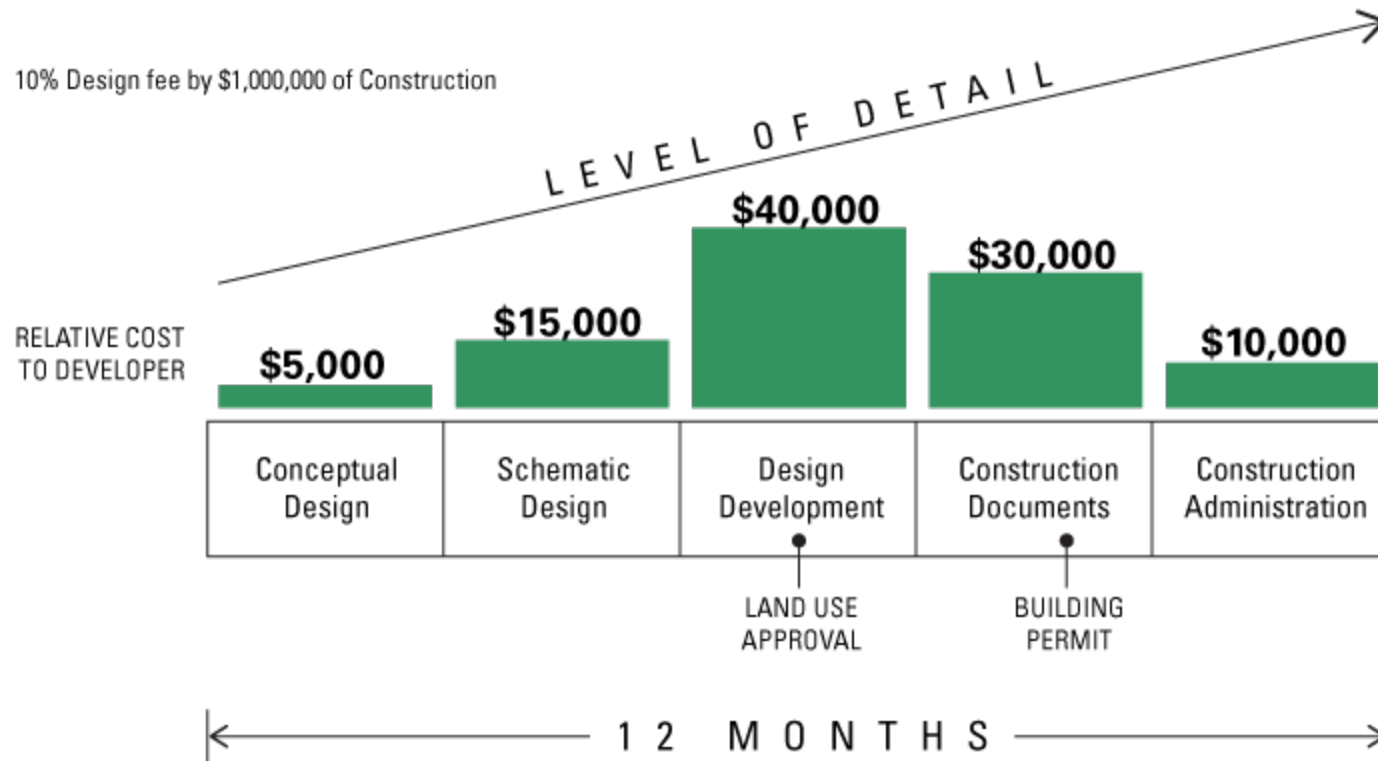 10% Design fee by $1,000,000 of Construction
LEVEL OF DETAIL
RELATIVE COST
TO DEVELOPER
$5,000
$15,000
$40,000
$30,000
$10,000
Conceptual
Design
Schematic
Design
Design
Development
Construction
Documents
Construction
Administration
LAND USE
APPROVAL
BUILDING
PERMIT
12 MONTHS